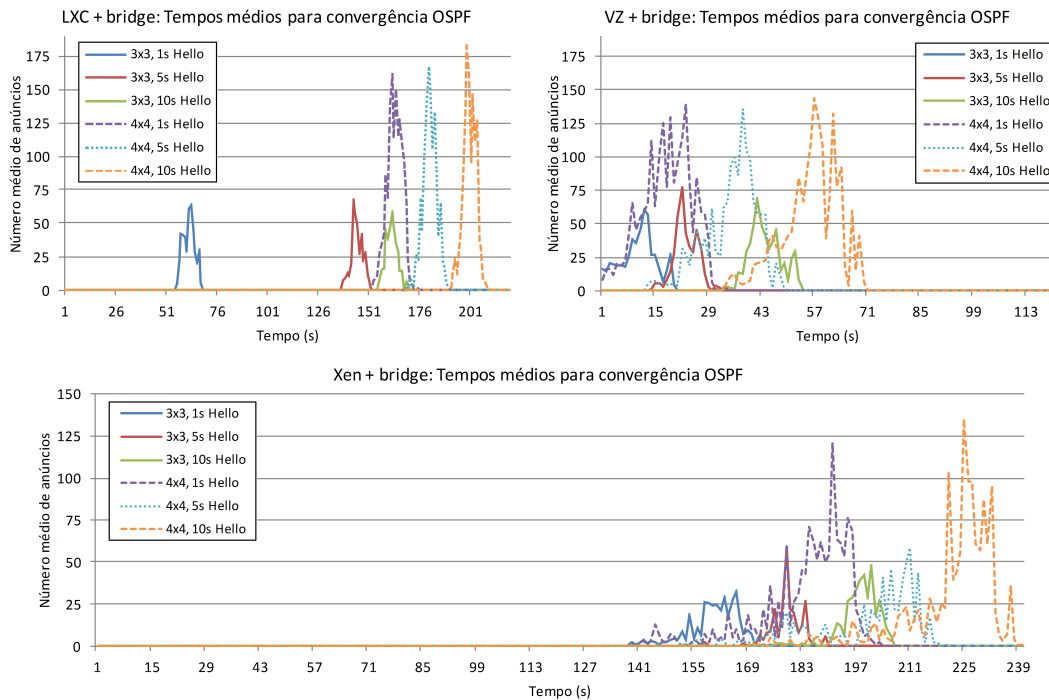 LXC + bridge: Tempos médios para convergência OSPF
Número médio de anúncios
175
150
125
100
75
50
25
0
3x3, 1s Hello
3x3, 5s Hello
3x3, 10s Hello
4x4, 1s Hello
4x4, 5s Hello
4x4, 10s Hello
1 26 51 76 101 126 151 176 201
Tempo (s)
VZ + bridge: Tempos médios para convergência OSPF
Número médio de anúncios
175
150
125
100
75
50
25
0
3x3, 1s Hello
3x3, 5s Hello
3x3, 10s Hello
4x4, 1s Hello
4x4, 5s Hello
4x4, 10s Hello
1 15 29 43 57 71 85 99 113
Tempo (s)
Xen + bridge: Tempos médios para convergência OSPF
Número médio de anúncios
150
125
100
75
50
25
0
3x3, 1s Hello
3x3, 5s Hello
3x3, 10s Hello
4x4, 1s Hello
4x4, 5s Hello
4x4, 10s Hello
1 15 29 43 57 71 85 99 113 127 141 155 169 183 197 211 225 239
Tempo (s)